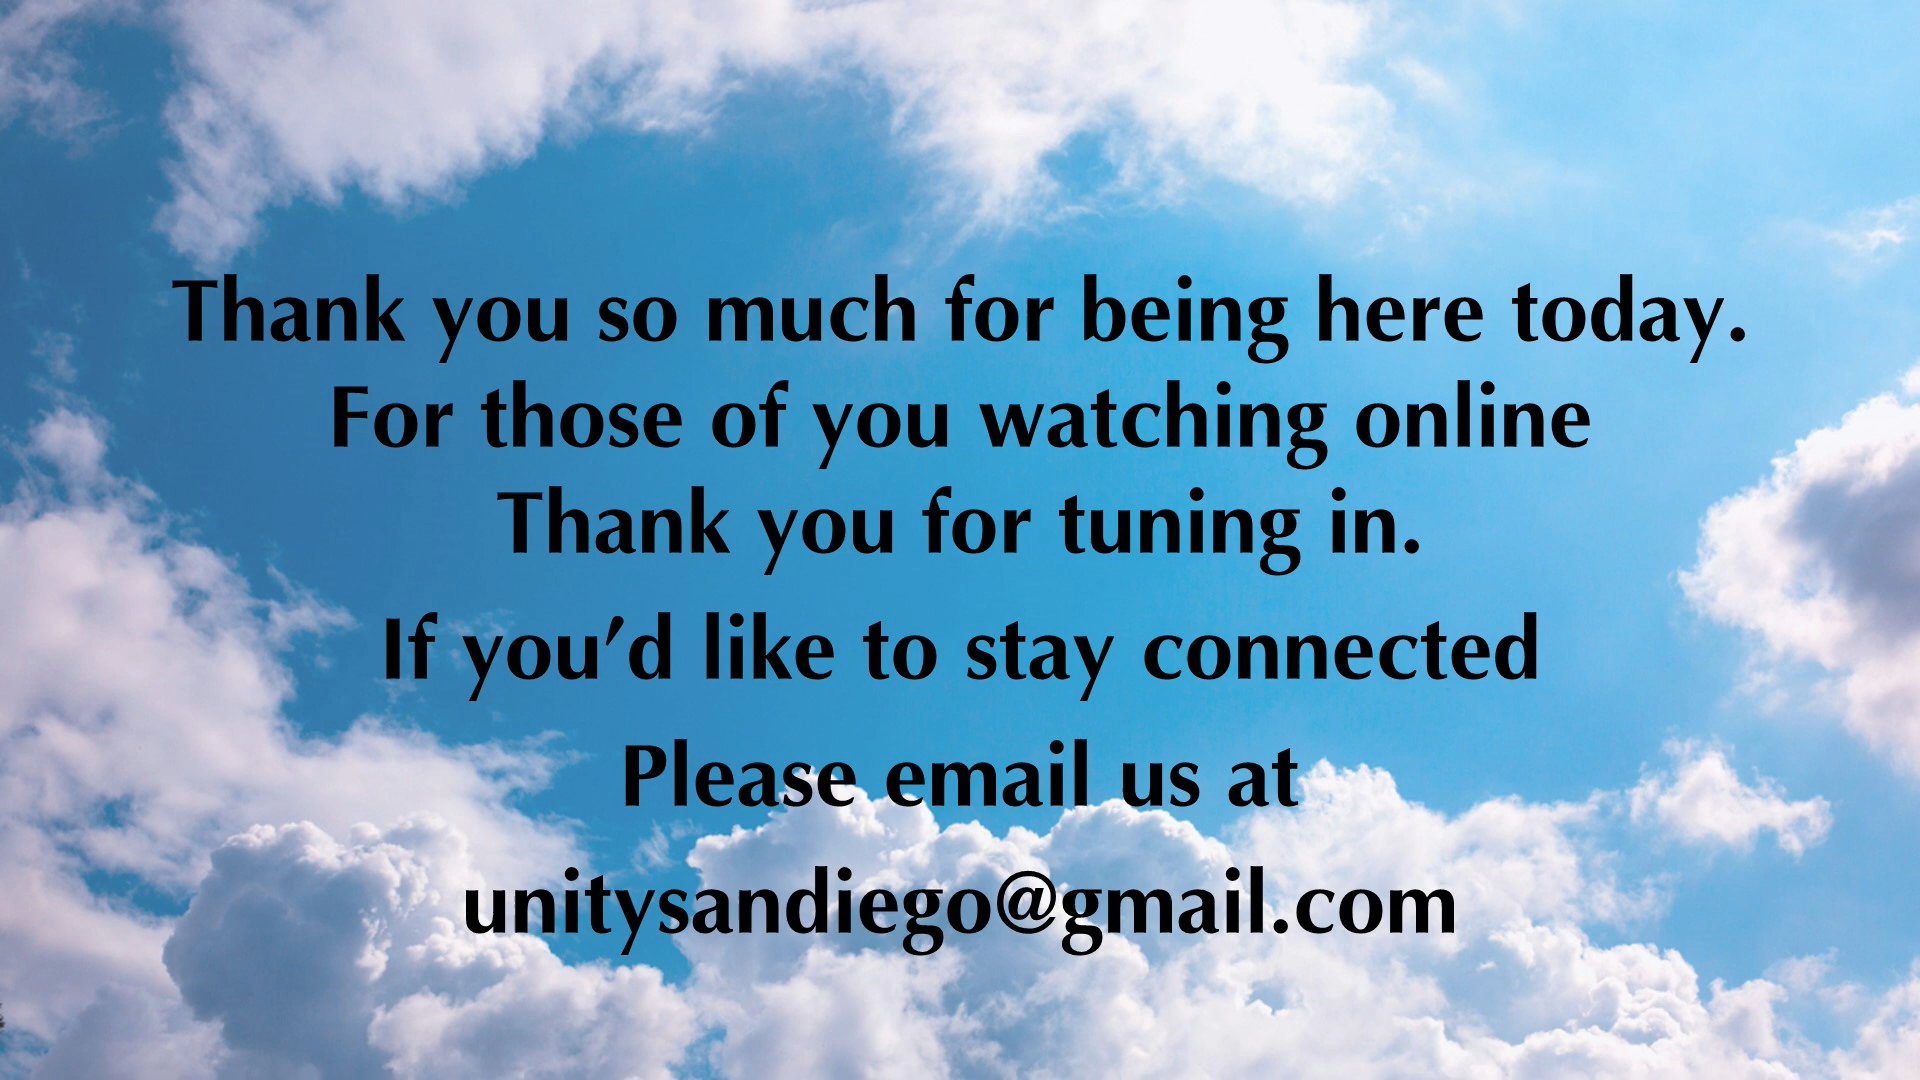 Thank you so much for being here today.
For those of you watching online
Thank you for tuning in.
If you’d like to stay connected
Please email us at
unitysandiego@gmail.com